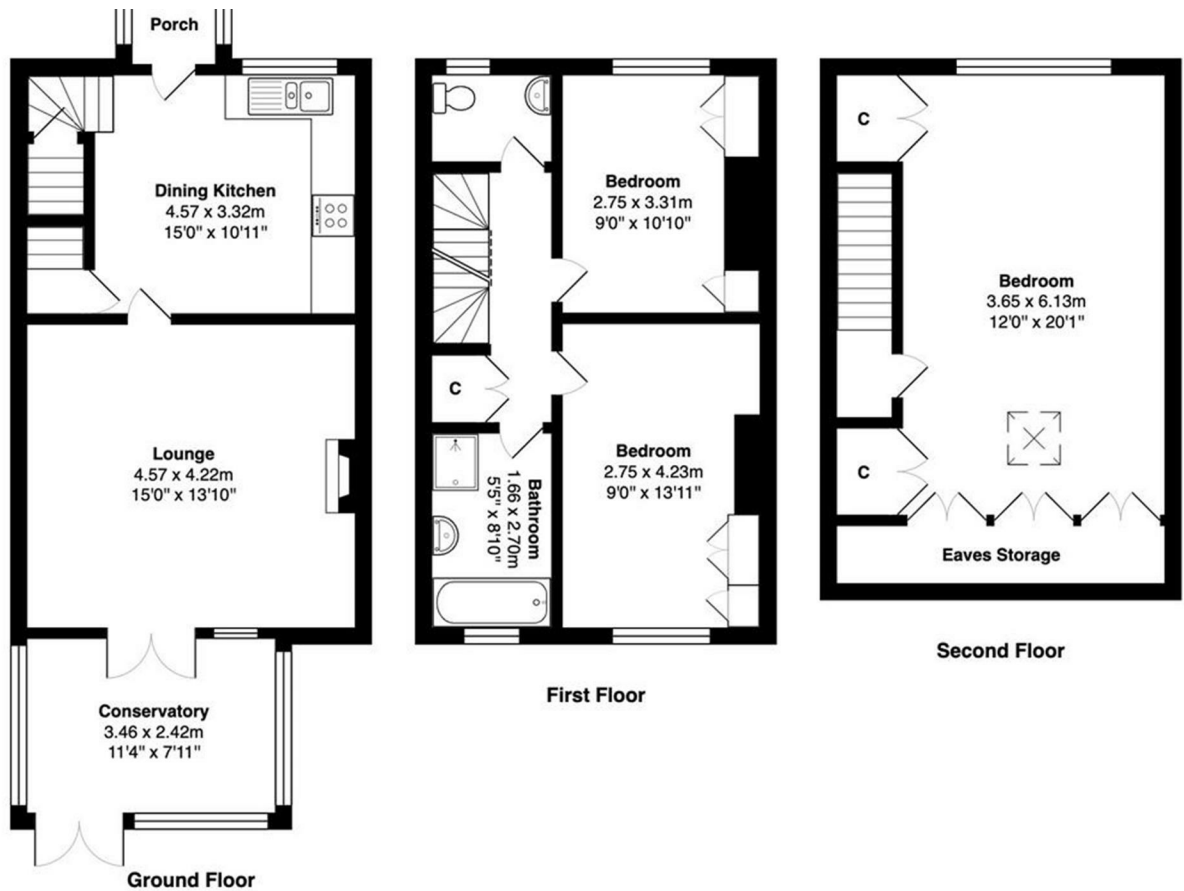 Porch
Dining Kitchen
4.57 x 3.32m
15'0" x 10'11"
Lounge
4.57 x 4.22m
15'0" x 13'10"
Conservatory
3.46 x 2.42m
11'4" x 7'11"
Ground Floor
Bedroom
2.75 x 3.31m
9'0" x 10'10"
C
Bedroom
2.75 x 4.23m
9'0" x 13'11"
Bathroom
1.66 x 2.70m
5'5" x 8'10"
First Floor
C
Bedroom
3.65 x 6.13m
12'0" x 20'1"
C
Eaves Storage
Second Floor